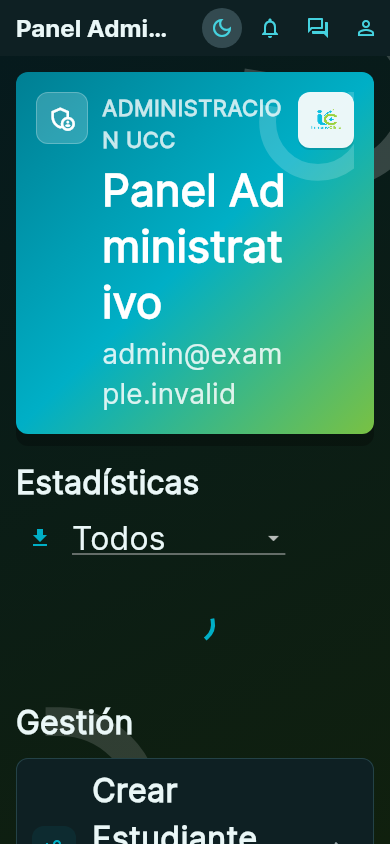 Panel Admi...
ADMINISTRACIO
N UCC
Panel Ad
ministrat
ivo
admin@exam
ple.invalid
Estadísticas
Todos
Gestión
Crear
Estudiante